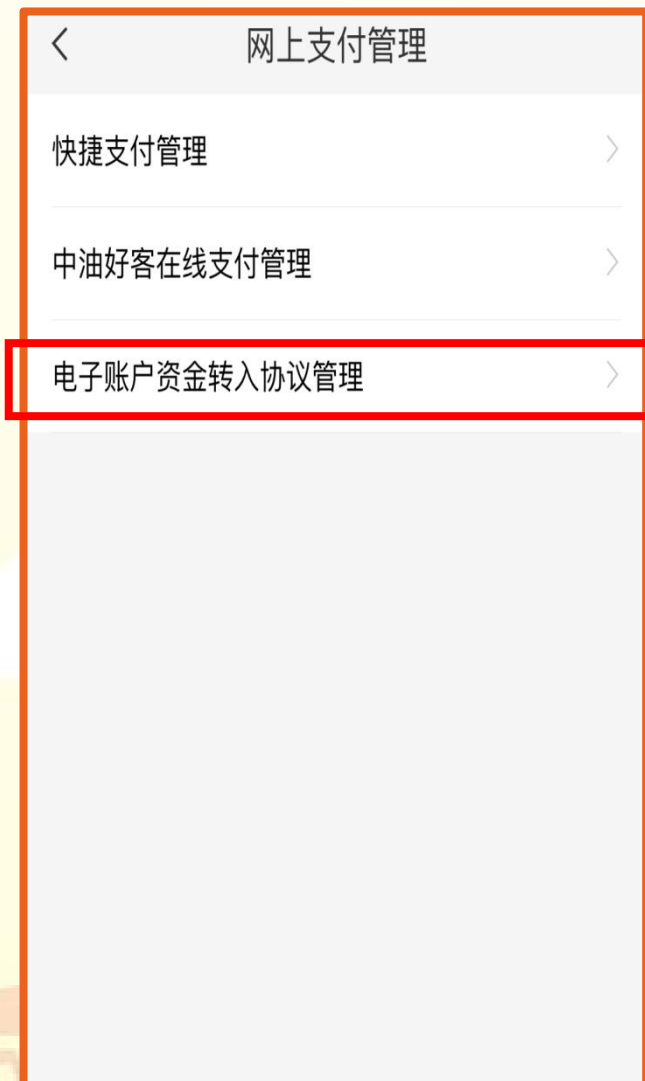 网上支付管理
快捷支付管理
中油好客在线支付管理
电子账户资金转入协议管理